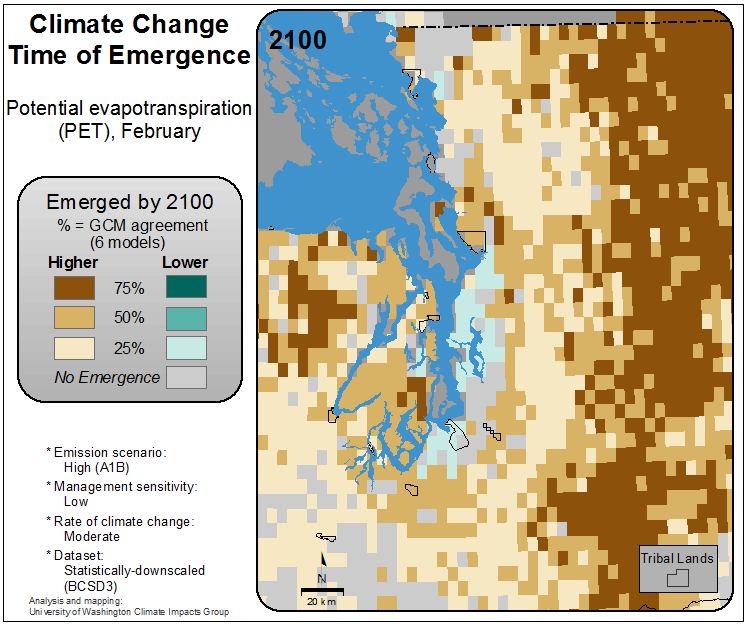 Climate Change
Time of Emergence
Potential evapotranspiration
(PET), February
Emerged by 2100
% = GCM agreement
(6 models)
Higher Lower
75%
50%
25%
No Emergence
* Emission scenario:
High (A1B)
* Management sensitivity:
Low
* Rate of climate change:
Moderate
* Dataset:
Statistically-downscaled
(BCSD3)
Analysis and mapping:
University of Washington Climate Impacts Group
2100
N
20 km
Tribal Lands